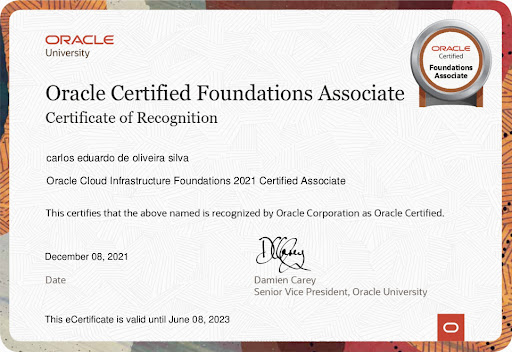 ORACLE
University
ORACLE
Certified
Foundations
Associate
Oracle Certified Foundations Associate
Certificate of Recognition
carlos eduardo de oliveira silva
Oracle Cloud Infrastructure Foundations 2021 Certified Associate
This certifies that the above named is recognized by Oracle Corporation as Oracle Certified.
December 08, 2021
Date
Damien Carey
Senior Vice President, Oracle University
This eCertificate is valid until June 08, 2023